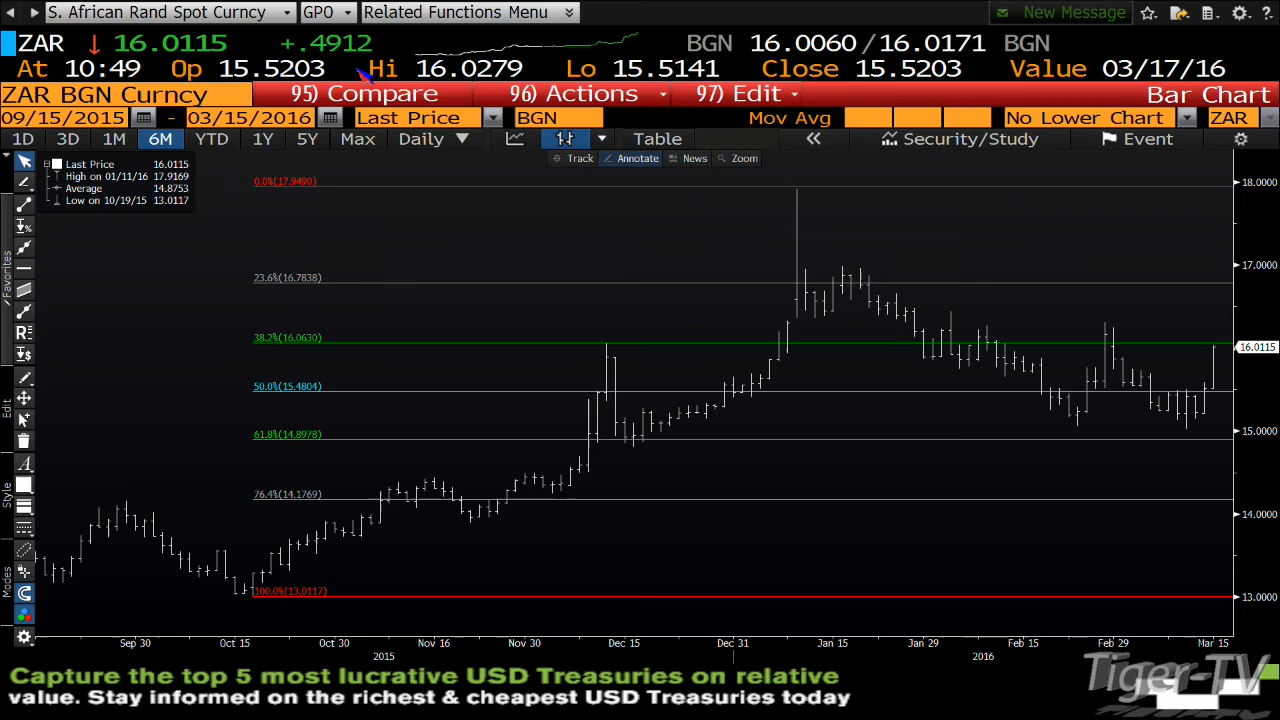 S. African Rand Spot Curncy GPO Related Functions Menu New Message
ZAR 16.0115 +.4912 BGN 16.0060/16.0171 BGN
At 10:49 Op 15.5203 Hi 16.0279 Lo 15.5141 Close 15.5203 Value 03/17/16
ZAR BGN Curncy 95) Compare 96) Actions 97) Edit Bar Chart
09/15/2015 - 03/15/2016 Last Price BGN Mov Avg No Lower Chart ZAR
1D 3D 1M 6M YTD 1Y 5Y Max Daily Table Security/Study Event
Track Annotate News Zoom
Last Price 16.0115
High on 01/11/16 17.9169
Average 14.8753
Low on 10/19/15 13.0117
0.0%(17.9490)
23.6%(16.7838)
38.2%(16.0630)
50.0%(15.4804)
61.8%(14.8978)
76.4%(14.1769)
100.0%(13.0117)
18.0000
17.0000
16.0115
15.0000
14.0000
13.0000
Favorites
Edit
Style
Modes
Sep 30 Oct 15 Oct 30 Nov 16 Nov 30 Dec 15 Dec 31 Jan 15 Jan 29 Feb 15 Feb 29 Mar 15
2015 2016
Capture the top 5 most lucrative USD Treasuries on relative
value. Stay informed on the richest & cheapest USD Treasuries today
Tiger-TV